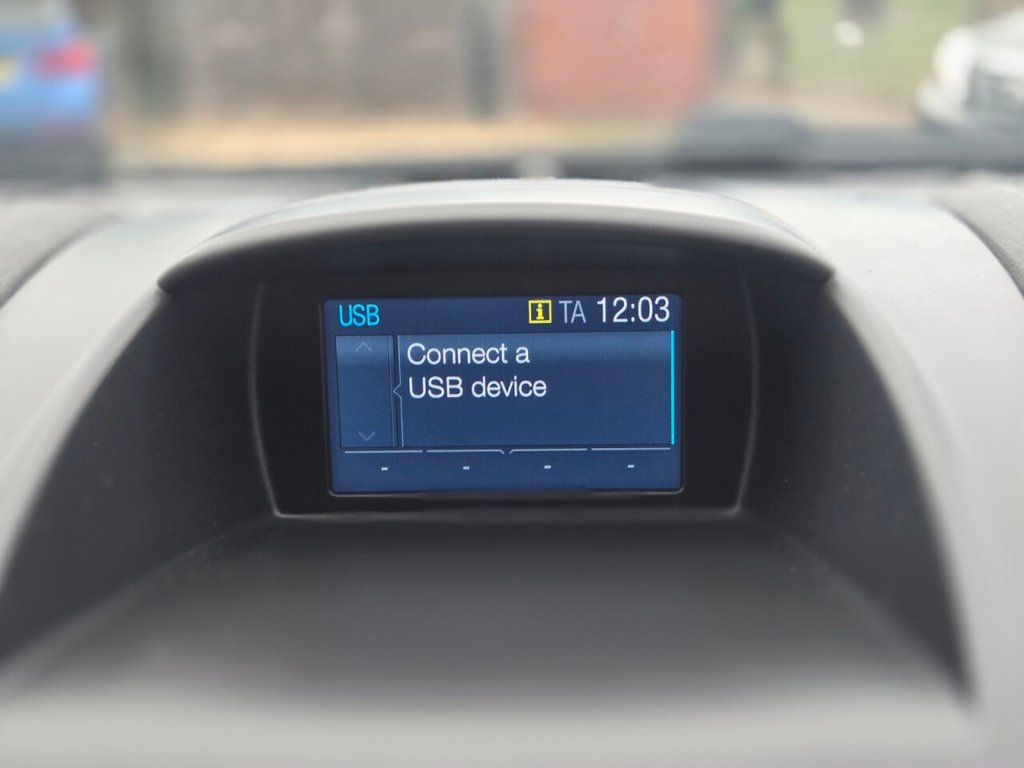 USB i TA 12:03
Connect a
USB device
- - - -